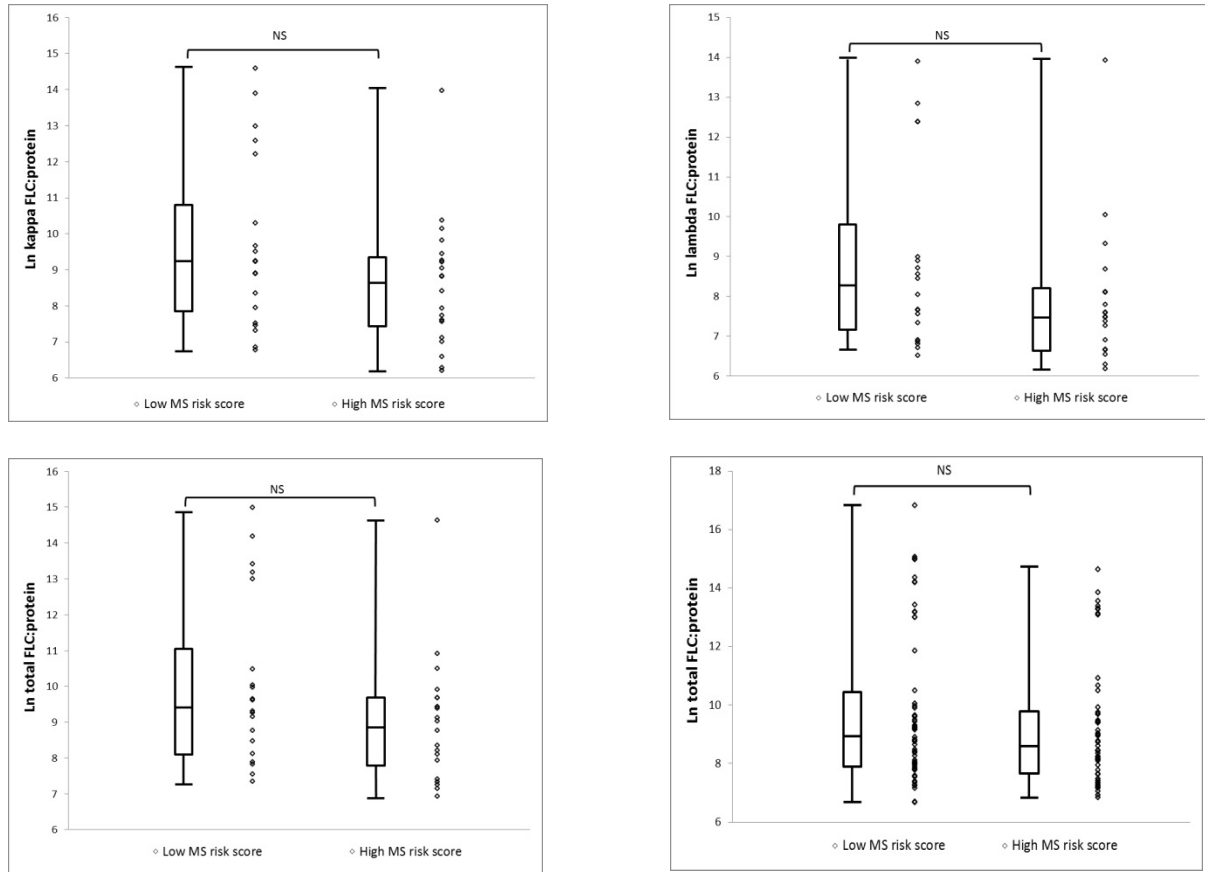 16
15
14
13
12
11
10
9
8
7
6
Ln kappa FLC:protein
NS
Low MS risk score
High MS risk score
15
14
13
12
11
10
9
8
7
6
Ln lambda FLC:protein
NS
Low MS risk score
High MS risk score
16
15
14
13
12
11
10
9
8
7
6
Ln total FLC:protein
NS
Low MS risk score
High MS risk score
18
16
14
12
10
8
6
Ln total FLC:protein
NS
Low MS risk score
High MS risk score